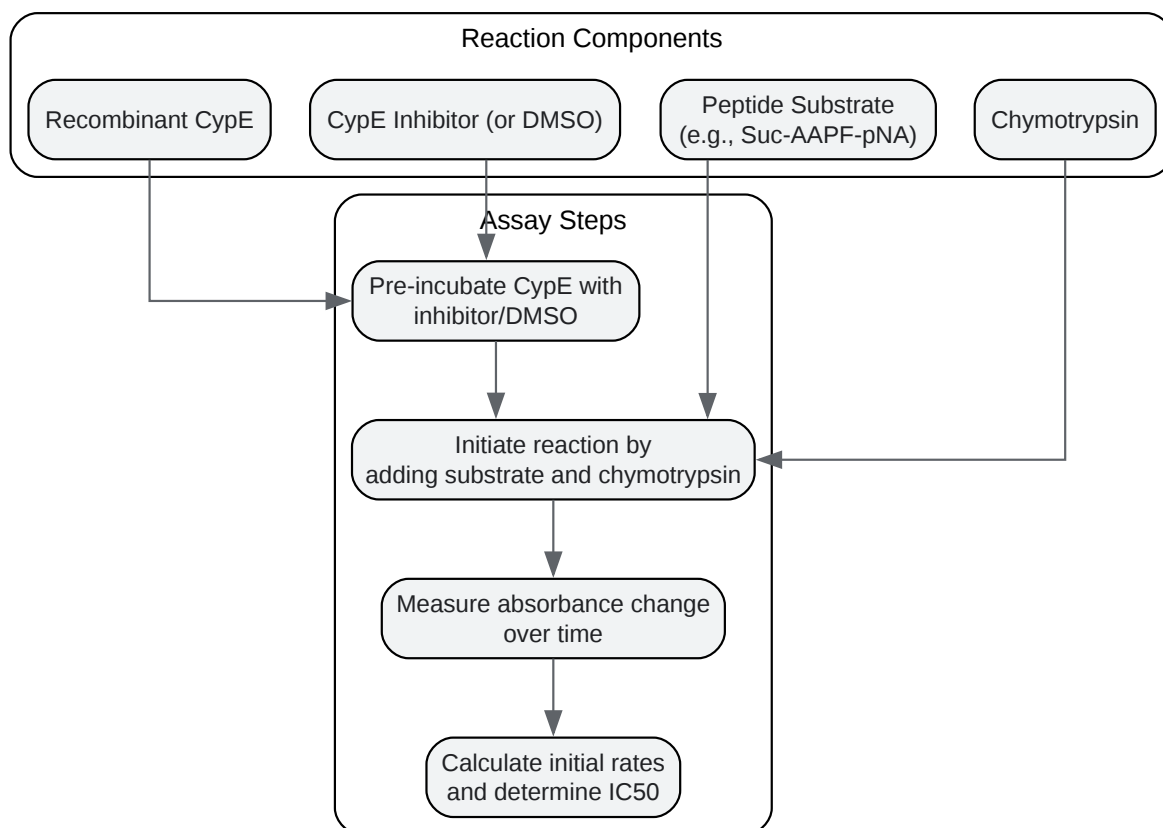 Reaction Components
Recombinant CypE
CypE Inhibitor (or DMSO)
Peptide Substrate
(e.g., Suc-AAPF-pNA)
Chymotrypsin
Assay Steps
Pre-incubate CypE with
inhibitor/DMSO
Initiate reaction by
adding substrate and chymotrypsin
Measure absorbance change
over time
Calculate initial rates
and determine IC50